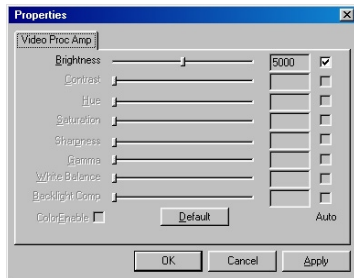 Properties
Video Proc Amp
Brightness 5000
Contrast
Hue
Saturation
Sharpness
Gamma
White Balance
Backlight Comp
ColorEnable Default Auto
OK Cancel Apply